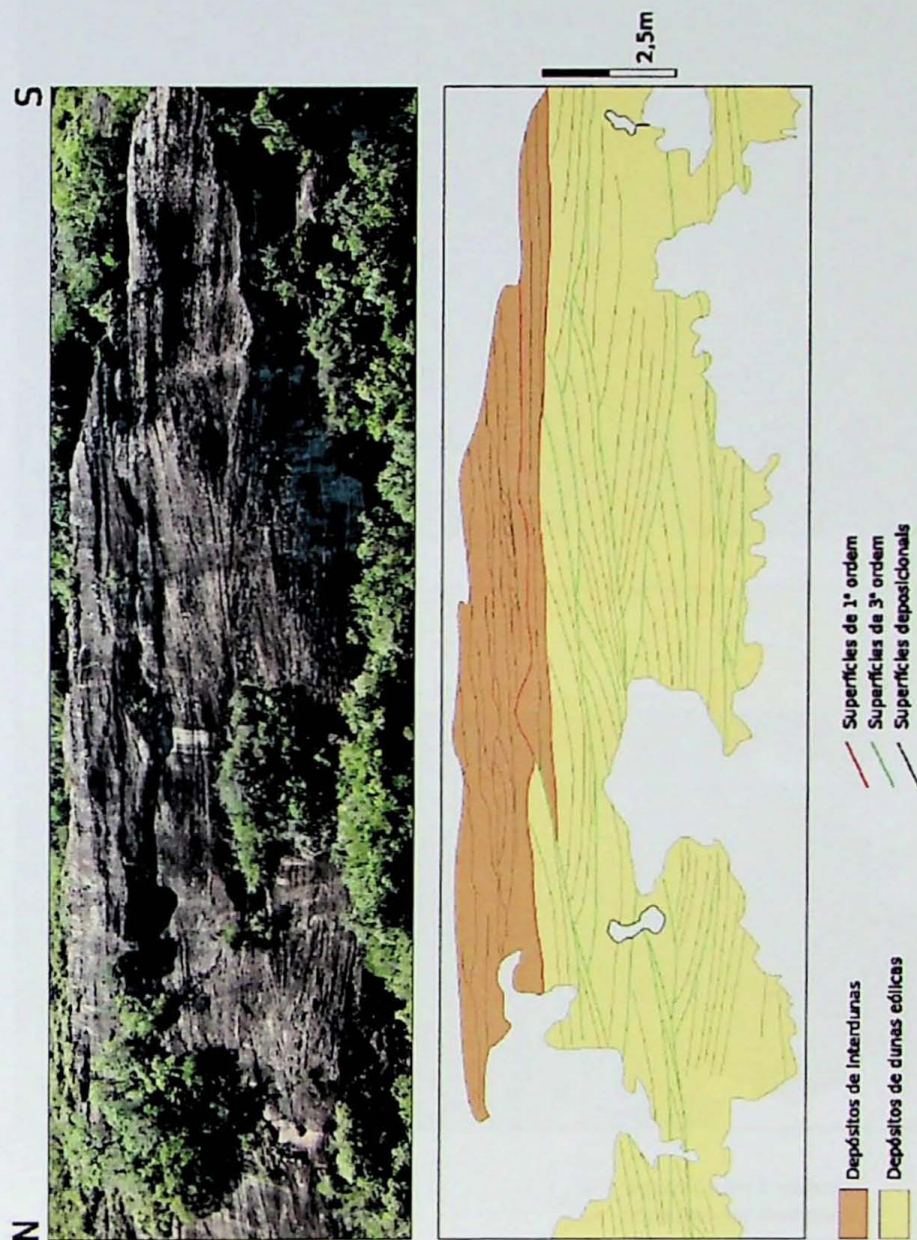 N
S
2,5m
Depósitos de Interdunas
Depósitos de dunas eólicas
Superfícies de 1ª ordem
Superfícies de 3ª ordem
Superfícies deposicionais